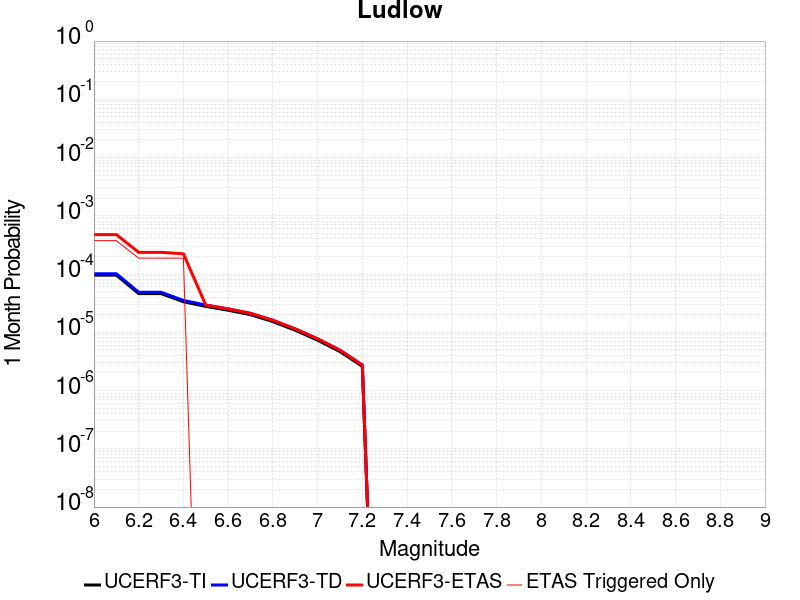 Ludlow
10^0
10^-1
10^-2
10^-3
10^-4
10^-5
10^-6
10^-7
10^-8
1 Month Probability
6 6.2 6.4 6.6 6.8 7 7.2 7.4 7.6 7.8 8 8.2 8.4 8.6 8.8 9
Magnitude
UCERF3-TI UCERF3-TD UCERF3-ETAS ETAS Triggered Only